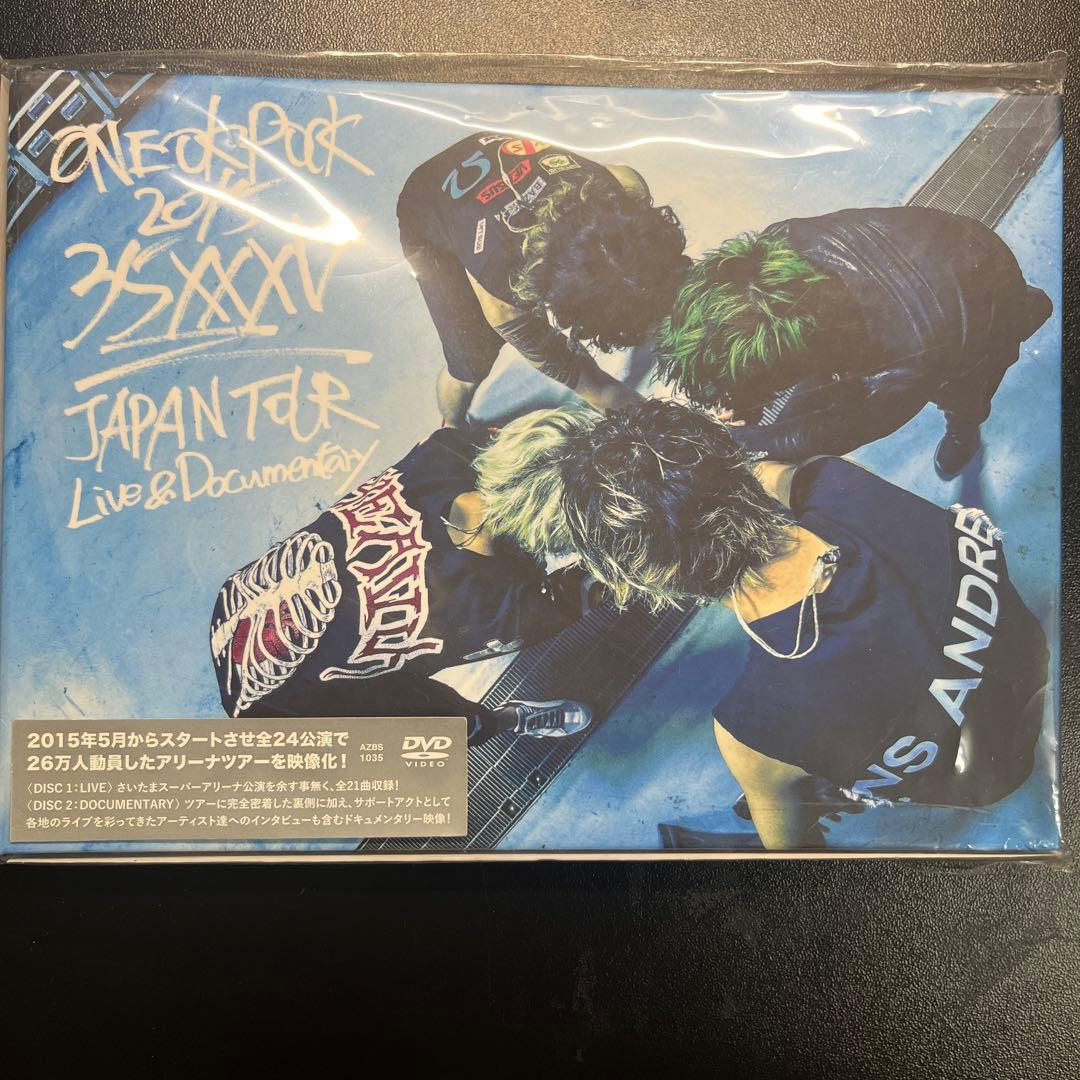 ONE OK ROCK
2015
35XXXV
JAPAN TOUR
Live & Documentary
ANDRE
NS
2015年5月からスタートさせ全24公演で
26万人動員したアリーナツアーを映像化！
AZBS
1035
DVD
VIDEO
〈DISC 1：LIVE〉さいたまスーパーアリーナ公演を余す事無く、全21曲収録！
〈DISC 2：DOCUMENTARY〉ツアーに完全密着した裏側に加え、サポートアクトとして
各地のライブを彩ってきたアーティスト達へのインタビューも含むドキュメンタリー映像！